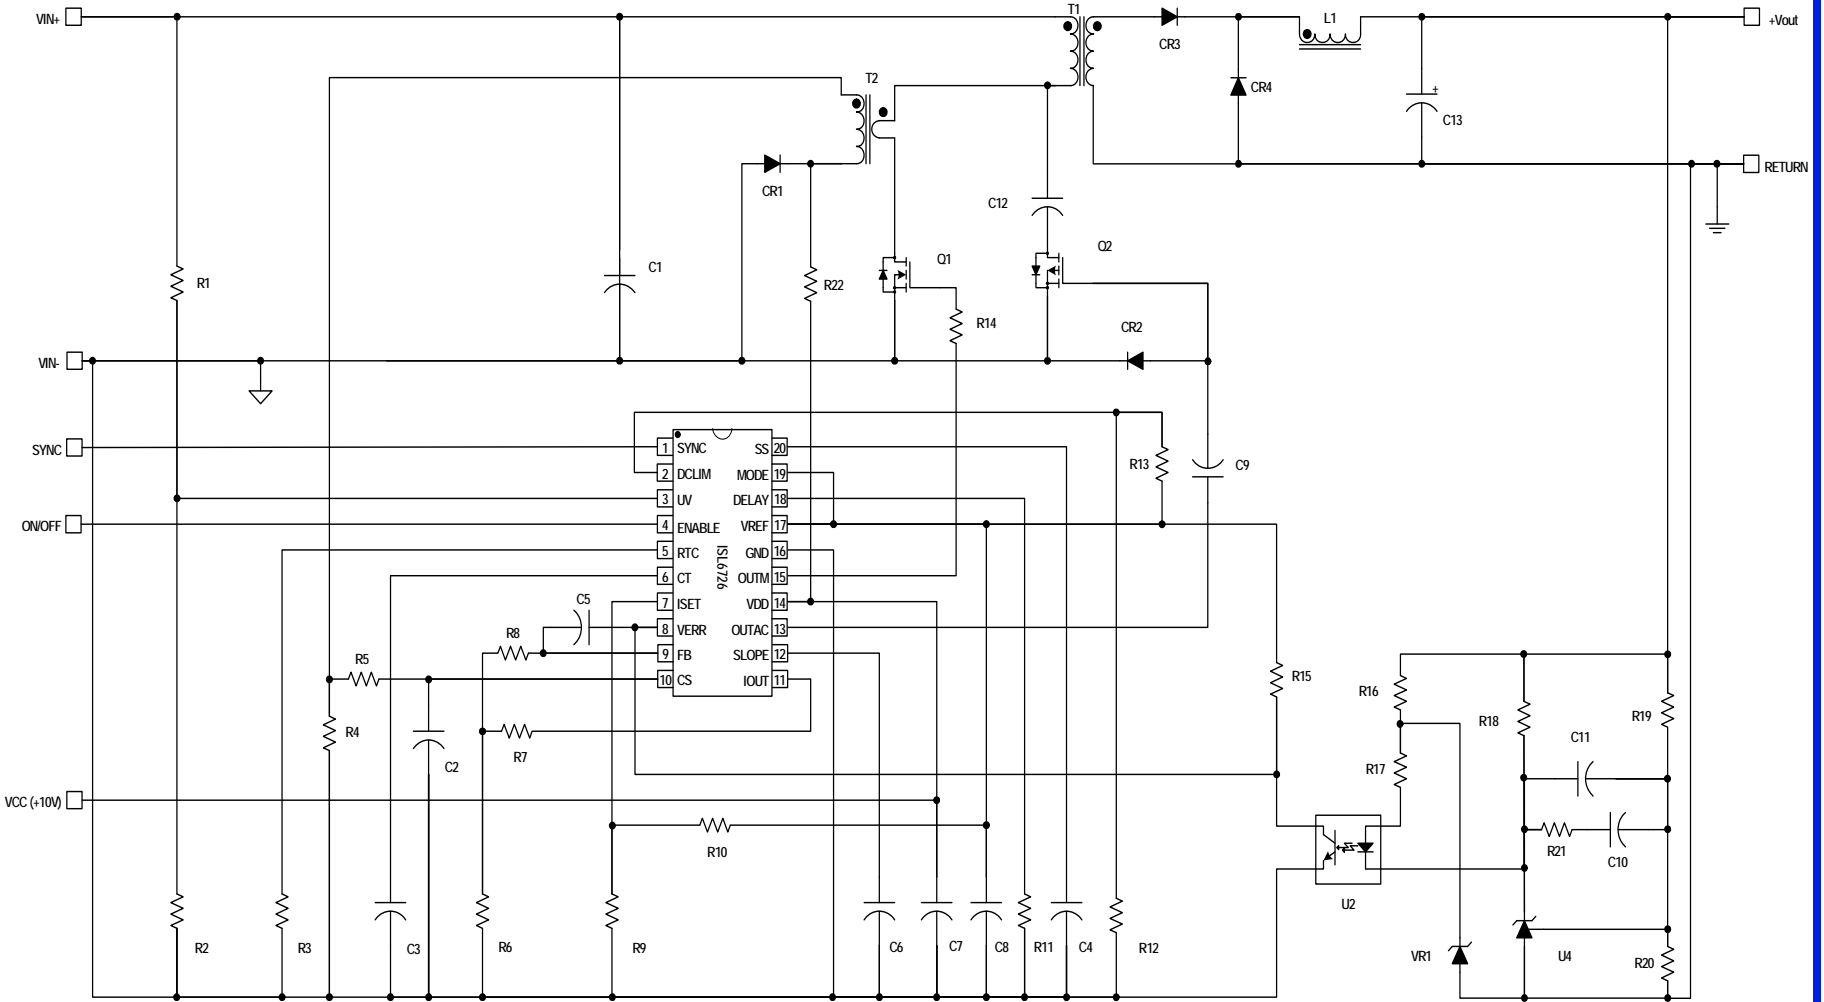 VIN+
T1
L1
+Vout
CR3
T2
CR4
+
C13
RETURN
CR1
C12
Q1
Q2
R1
C1
R22
R14
CR2
VIN-
SYNC
ON/OFF
1 SYNC SS 20
2 DCLIM MODE 19
3 UV DELAY 18
4 ENABLE VREF 17
5 RTC GND 16
6 CT OUTM 15
7 ISET VDD 14
8 VERR OUTAC 13
9 FB SLOPE 12
10 CS IOUT 11
ISL6726
R13
C9
C5
R8
R5
R4
C2
R7
R15
R16
R18
R19
C11
R17
VCC (+10V)
R10
R21
C10
U2
R2
R3
C3
R6
R9
C6
C7
C8
R11
C4
R12
VR1
U4
R20